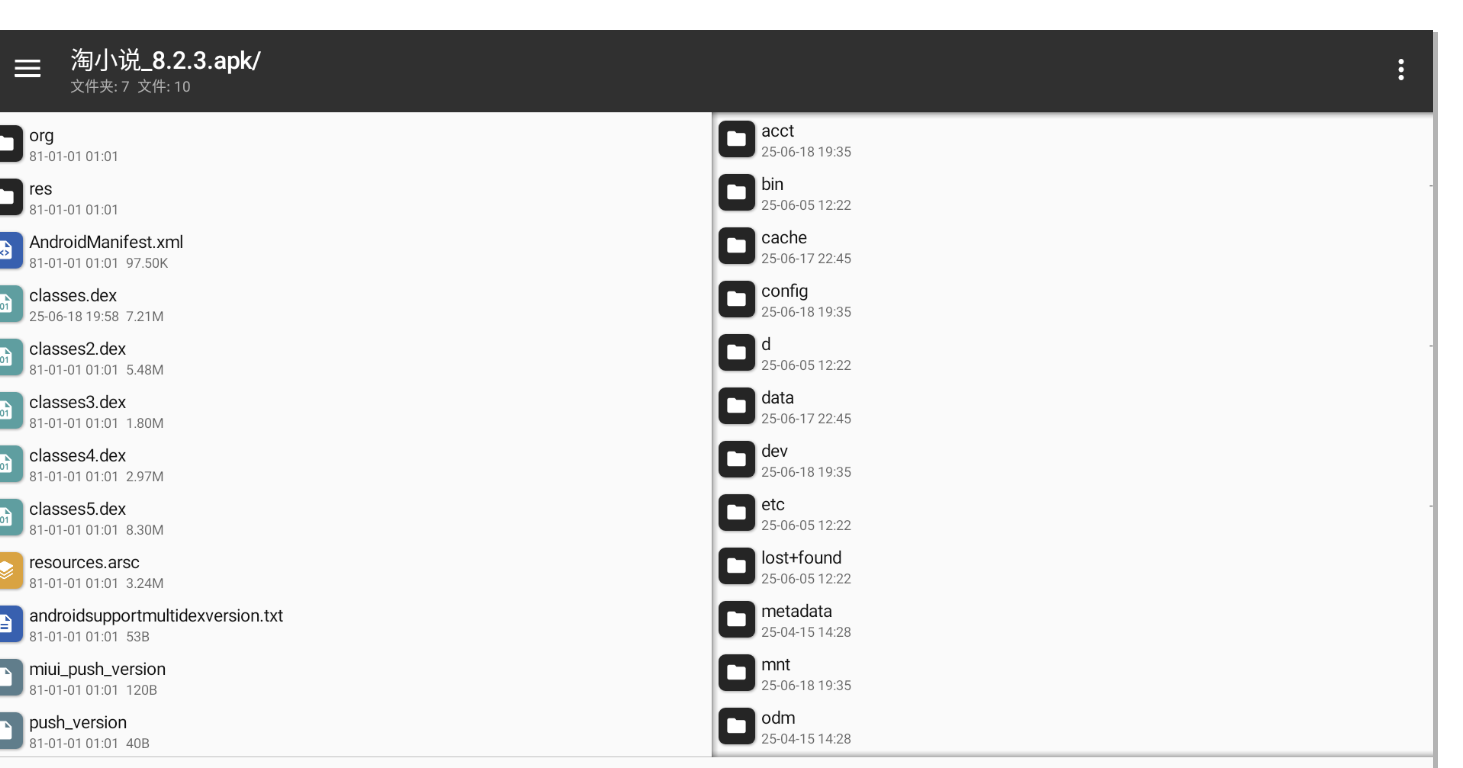 淘小说_8.2.3.apk/
文件夹: 7 文件: 10
org
81-01-01 01:01
res
81-01-01 01:01
AndroidManifest.xml
81-01-01 01:01 97.50K
classes.dex
25-06-18 19:58 7.21M
classes2.dex
81-01-01 01:01 5.48M
classes3.dex
81-01-01 01:01 1.80M
classes4.dex
81-01-01 01:01 2.97M
classes5.dex
81-01-01 01:01 8.30M
resources.arsc
81-01-01 01:01 3.24M
androidsupportmultidexversion.txt
81-01-01 01:01 53B
miui_push_version
81-01-01 01:01 120B
push_version
81-01-01 01:01 40B
acct
25-06-18 19:35
bin
25-06-05 12:22
cache
25-06-17 22:45
config
25-06-18 19:35
d
25-06-05 12:22
data
25-06-17 22:45
dev
25-06-18 19:35
etc
25-06-05 12:22
lost+found
25-06-05 12:22
metadata
25-04-15 14:28
mnt
25-06-18 19:35
odm
25-04-15 14:28